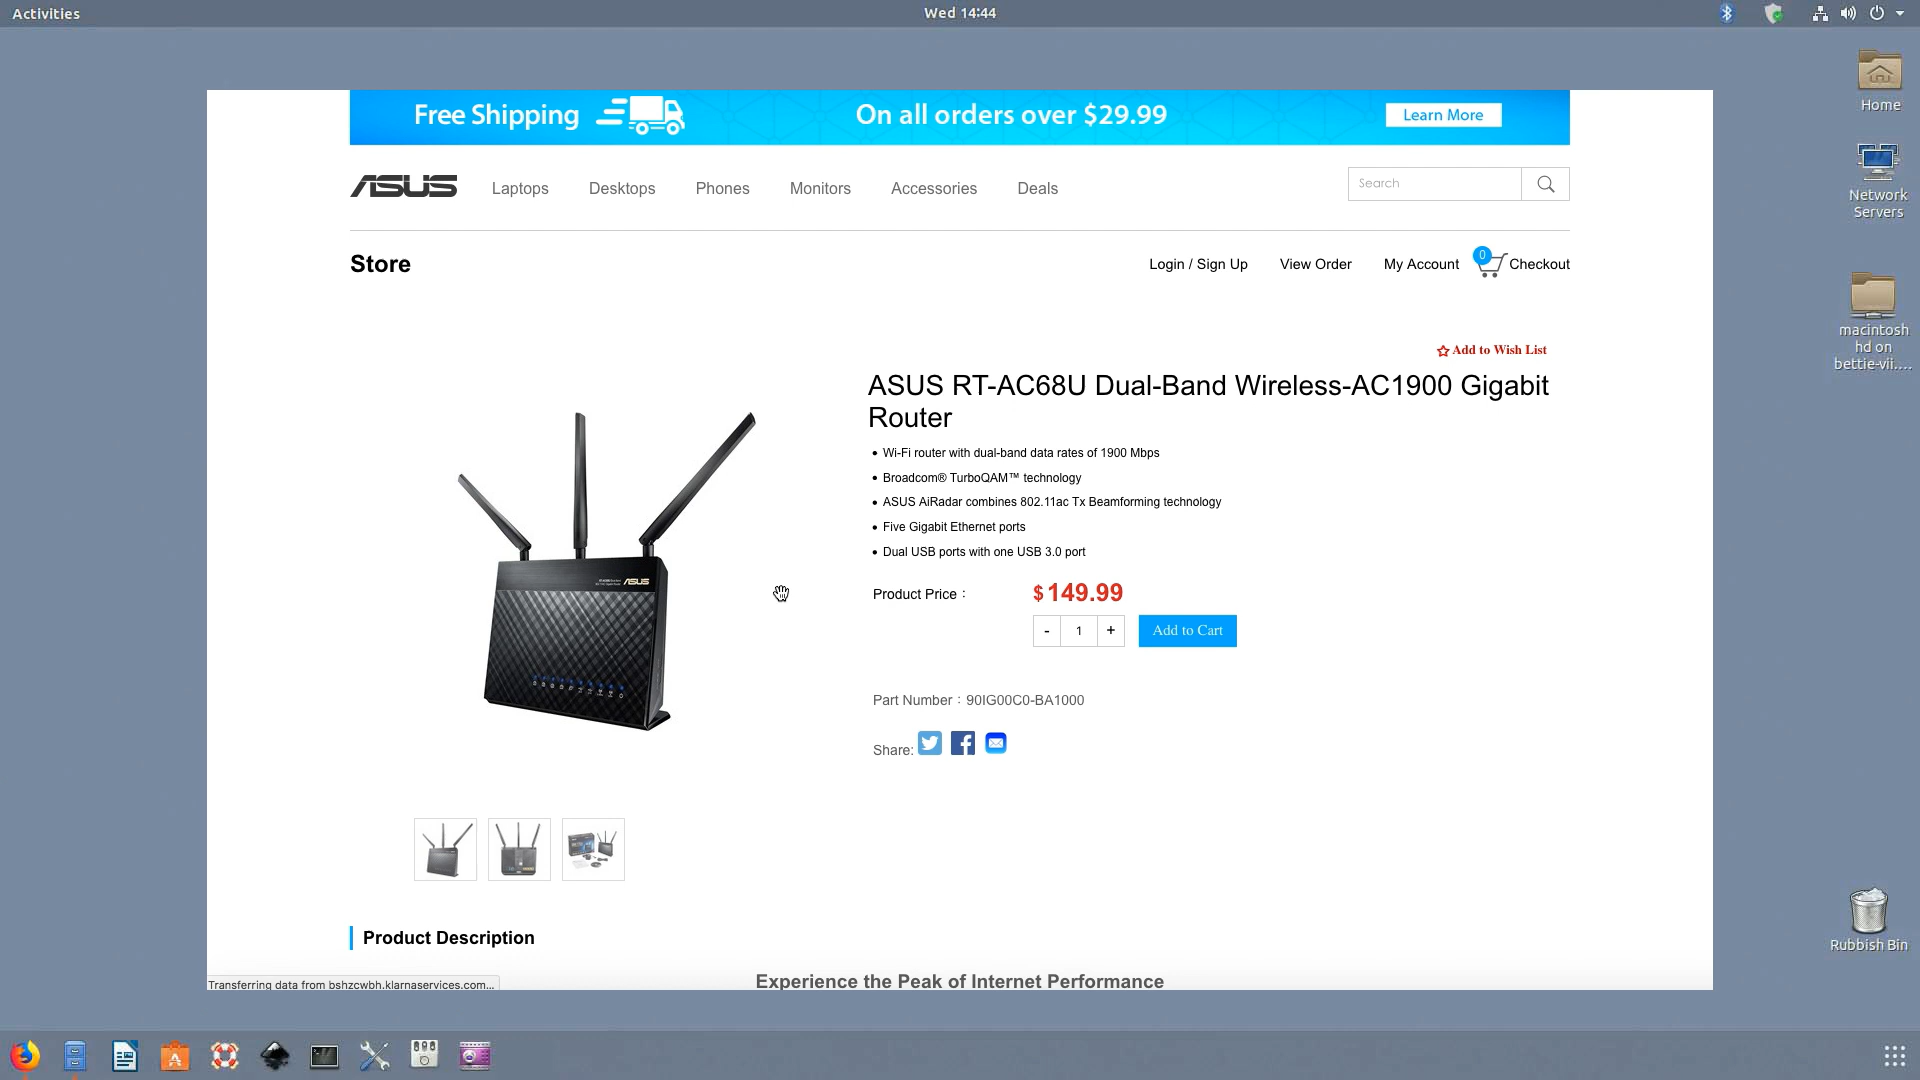 Activities
Wed 14:44
Home
Network
Servers
macintosh
hd on
bettie-vii....
Rubbish Bin
Free Shipping
On all orders over $29.99
Learn More
ASUS
Laptops
Desktops
Phones
Monitors
Accessories
Deals
Search
Store
Login / Sign Up
View Order
My Account
0
Checkout
Add to Wish List
ASUS RT-AC68U Dual-Band Wireless-AC1900 Gigabit
Router
• Wi-Fi router with dual-band data rates of 1900 Mbps
• Broadcom® TurboQAM™ technology
• ASUS AiRadar combines 802.11ac Tx Beamforming technology
• Five Gigabit Ethernet ports
• Dual USB ports with one USB 3.0 port
Product Price：
$149.99
- 1 +
Add to Cart
Part Number：90IG00C0-BA1000
Share:
ASUS
Product Description
Experience the Peak of Internet Performance
Transferring data from bshzcwbh.klarnaservices.com...